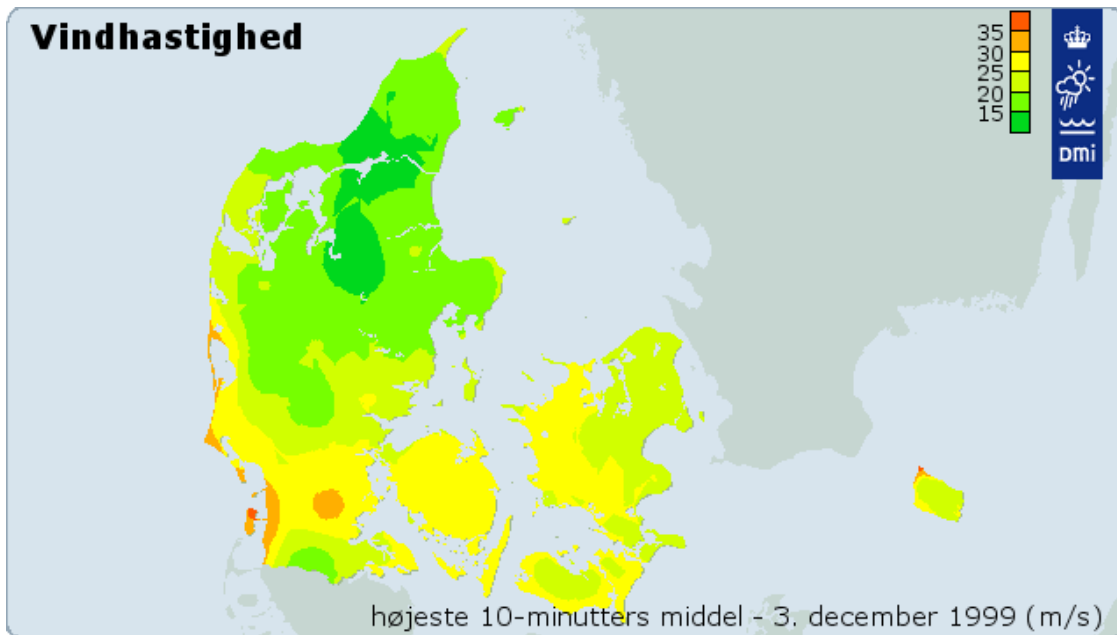 Vindhastighed
35
30
25
20
15
DMi
højeste 10-minutters middel - 3. december 1999 (m/s)